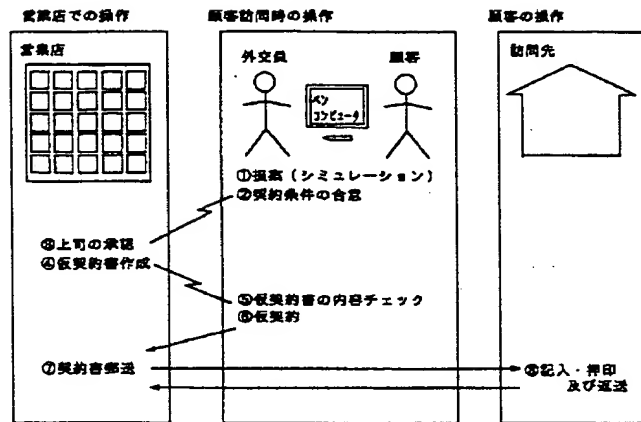 営業店での操作
顧客訪問時の操作
顧客の操作
営業店
外交員
顧客
訪問先
ペン
コンピュータ
①提案(シミュレーション)
②契約条件の合意
③上司の承認
④仮契約書作成
⑤仮契約書の内容チェック
⑥仮契約
⑦契約書郵送
⑧記入・押印
及び返送